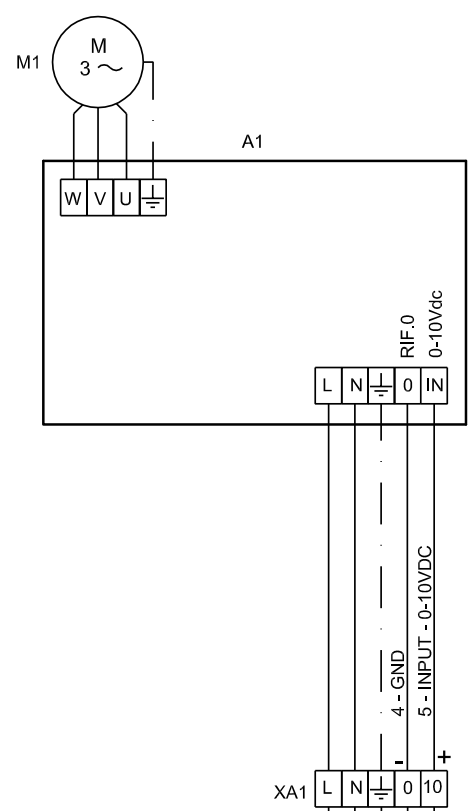 M1
M
3 ~
A1
W V U
RIF.0
0-10Vdc
L N 0 IN
4 - GND
5 - INPUT - 0-10VDC
- +
XA1 L N 0 10